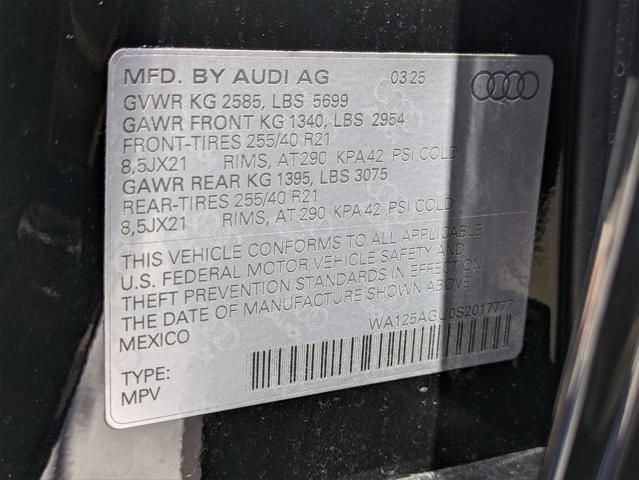 MFD. BY AUDI AG 03 25
GVWR KG 2585, LBS 5699
GAWR FRONT KG 1340, LBS 2954
FRONT-TIRES 255/40 R21
8,5JX21 RIMS, AT 290 KPA 42 PSI COLD
GAWR REAR KG 1395, LBS 3075
REAR-TIRES 255/40 R21
8,5JX21 RIMS, AT 290 KPA 42 PSI COLD
THIS VEHICLE CONFORMS TO ALL APPLICABLE
U.S. FEDERAL MOTOR VEHICLE SAFETY AND
THEFT PREVENTION STANDARDS IN EFFECT ON
THE DATE OF MANUFACTURE SHOWN ABOVE
MEXICO
WA125AGU0S2017777
TYPE:
MPV